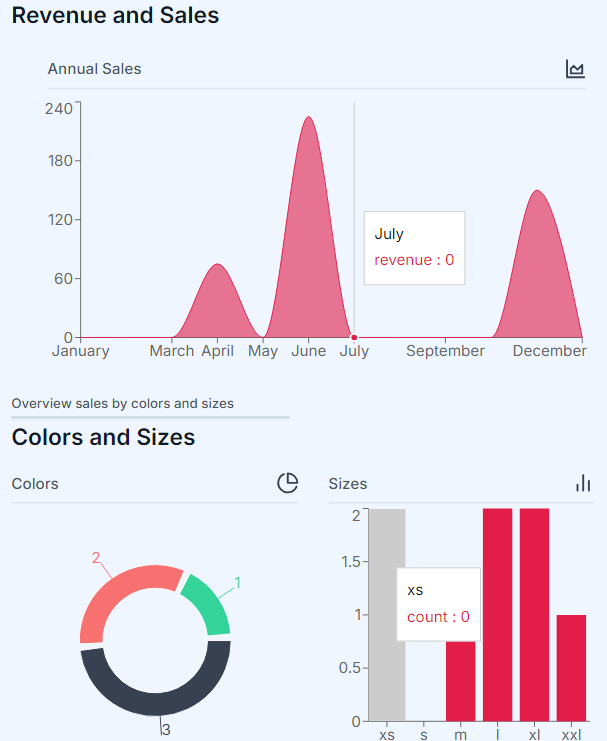 Revenue and Sales
Annual Sales
240
180
120
60
0
July
revenue : 0
January March April May June July September December
Overview sales by colors and sizes
Colors and Sizes
Colors
2
1
3
Sizes
2
1.5
1
0.5
0
xs
count : 0
xs s m l xl xxl